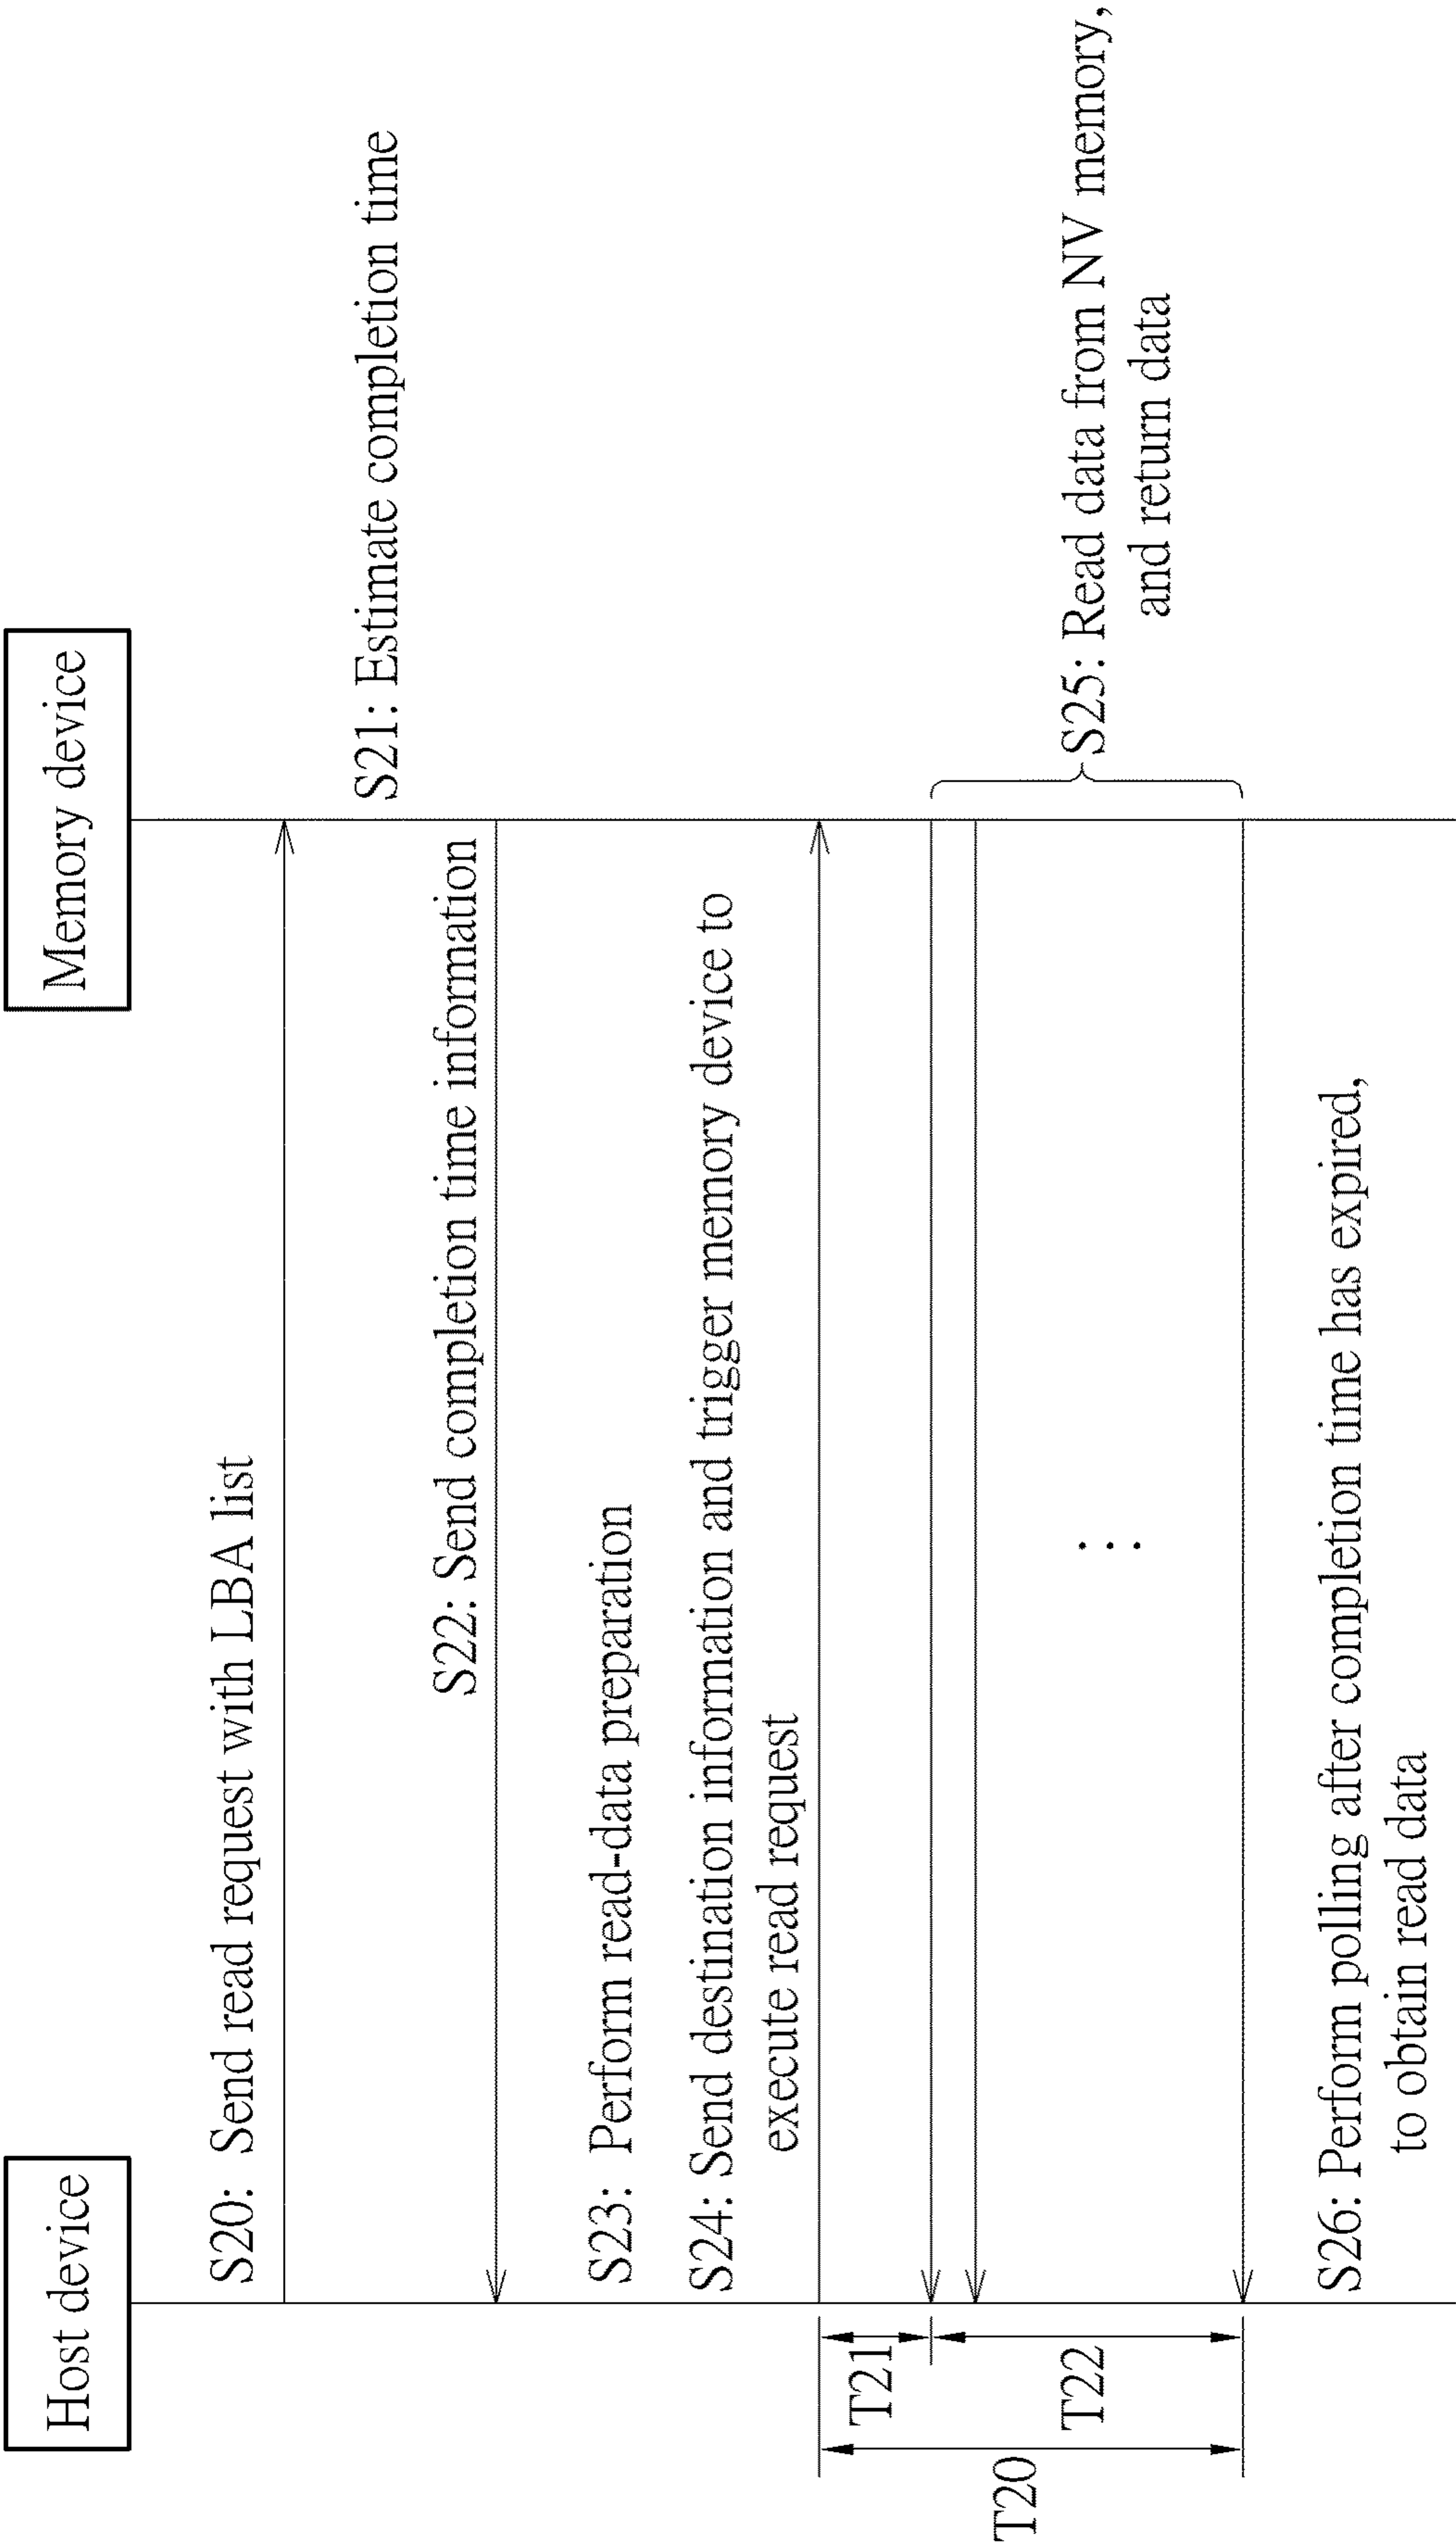 Host device
Memory device
S20: Send read request with LBA list
S21: Estimate completion time
S22: Send completion time information
S23: Perform read-data preparation
S24: Send destination information and trigger memory device to
execute read request
T21
T20
T22
S25: Read data from NV memory,
and return data
S26: Perform polling after completion time has expired,
to obtain read data